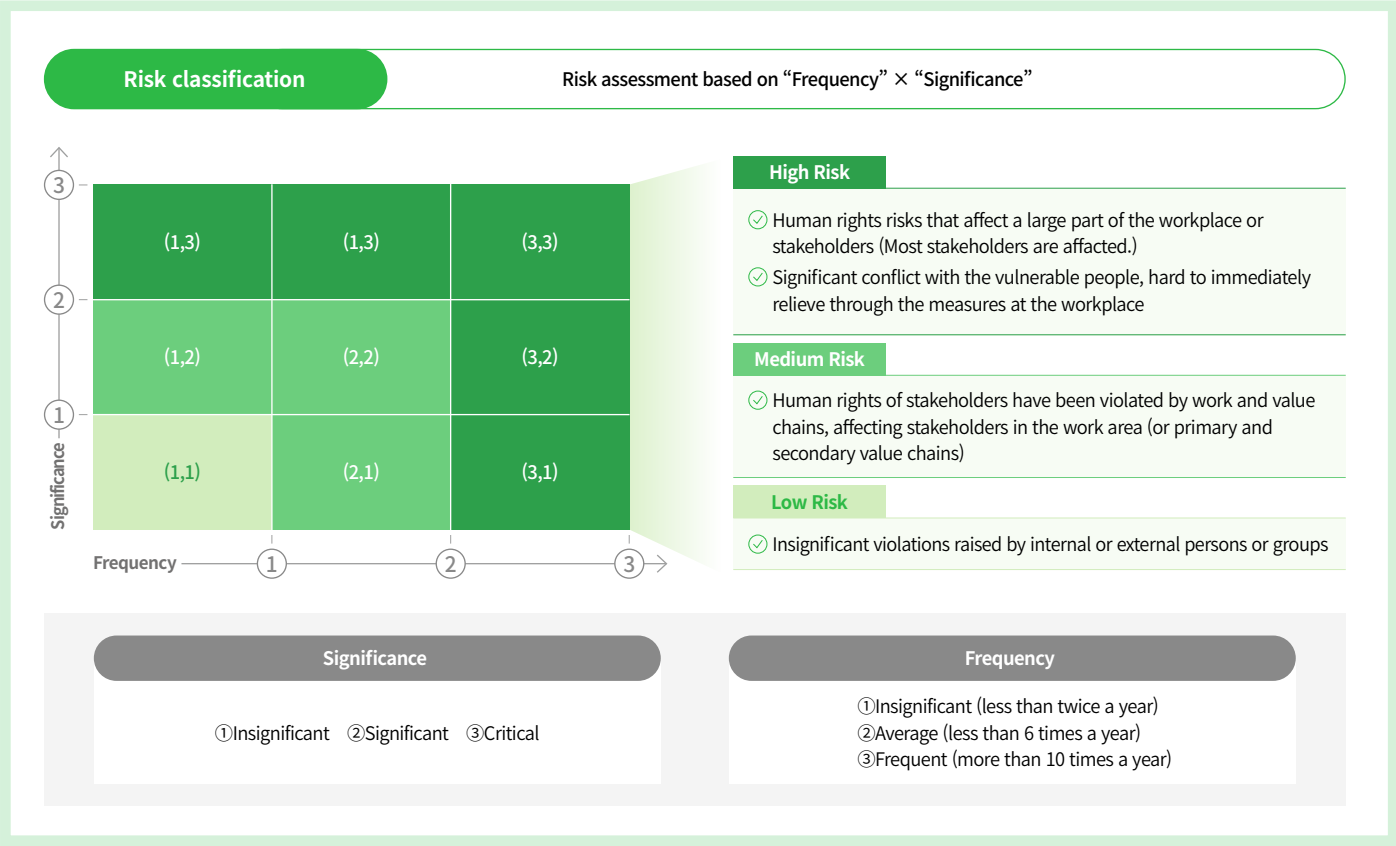 Risk classification
Risk assessment based on “Frequency” × “Significance”
3
2
1
Significance
(1,3) (1,3) (3,3)
(1,2) (2,2) (3,2)
(1,1) (2,1) (3,1)
Frequency 1 2 3
High Risk
Human rights risks that affect a large part of the workplace or
stakeholders (Most stakeholders are affacted.)
Significant conflict with the vulnerable people, hard to immediately
relieve through the measures at the workplace
Medium Risk
Human rights of stakeholders have been violated by work and value
chains, affecting stakeholders in the work area (or primary and
secondary value chains)
Low Risk
Insignificant violations raised by internal or external persons or groups
Significance
①Insignificant ②Significant ③Critical
Frequency
①Insignificant (less than twice a year)
②Average (less than 6 times a year)
③Frequent (more than 10 times a year)